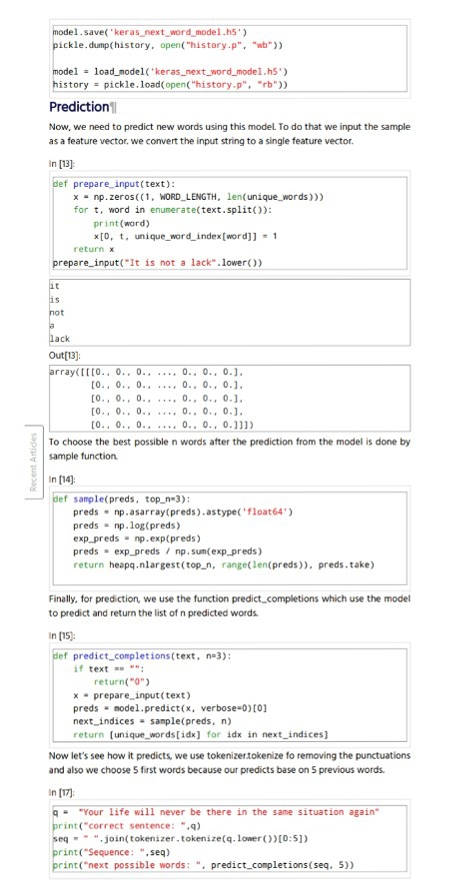 model.save('keras_next_word_model.h5')
pickle.dump(history, open("history.p", "wb"))
model = load_model('keras_next_word_model.h5')
history = pickle.load(open("history.p", "rb"))
Prediction¶
Now, we need to predict new words using this model. To do that we input the sample
as a feature vector. we convert the input string to a single feature vector.
In [13]:
def prepare_input(text):
    x = np.zeros((1, WORD_LENGTH, len(unique_words)))
    for t, word in enumerate(text.split()):
        print(word)
        x[0, t, unique_word_index[word]] = 1
    return x
prepare_input("It is not a lack".lower())
it
is
not
a
lack
Out[13]:
array([[[0., 0., 0., ..., 0., 0., 0.],
        [0., 0., 0., ..., 0., 0., 0.],
        [0., 0., 0., ..., 0., 0., 0.],
        [0., 0., 0., ..., 0., 0., 0.],
        [0., 0., 0., ..., 0., 0., 0.]]])
Recent Articles
To choose the best possible n words after the prediction from the model is done by
sample function.
In [14]:
def sample(preds, top_n=3):
    preds = np.asarray(preds).astype('float64')
    preds = np.log(preds)
    exp_preds = np.exp(preds)
    preds = exp_preds / np.sum(exp_preds)
    return heapq.nlargest(top_n, range(len(preds)), preds.take)
Finally, for prediction, we use the function predict_completions which use the model
to predict and return the list of n predicted words.
In [15]:
def predict_completions(text, n=3):
    if text == "":
        return("0")
    x = prepare_input(text)
    preds = model.predict(x, verbose=0)[0]
    next_indices = sample(preds, n)
    return [unique_words[idx] for idx in next_indices]
Now let's see how it predicts, we use tokenizer.tokenize fo removing the punctuations
and also we choose 5 first words because our predicts base on 5 previous words.
In [17]:
q = "Your life will never be there in the same situation again"
print("correct sentence: ",q)
seq = " ".join(tokenizer.tokenize(q.lower())[0:5])
print("Sequence: ",seq)
print("next possible words: ", predict_completions(seq, 5))